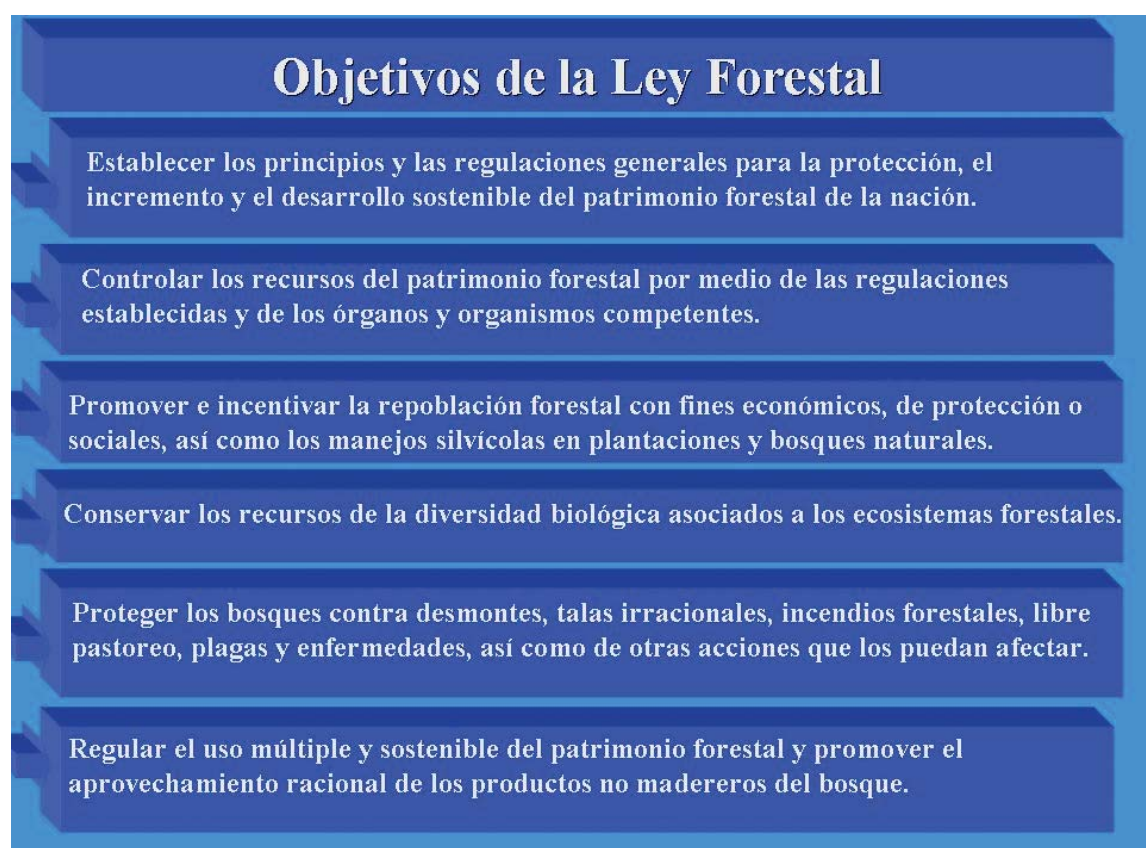 Objetivos de la Ley Forestal
Establecer los principios y las regulaciones generales para la protección, el
incremento y el desarrollo sostenible del patrimonio forestal de la nación.
Controlar los recursos del patrimonio forestal por medio de las regulaciones
establecidas y de los órganos y organismos competentes.
Promover e incentivar la repoblación forestal con fines económicos, de protección o
sociales, así como los manejos silvícolas en plantaciones y bosques naturales.
Conservar los recursos de la diversidad biológica asociados a los ecosistemas forestales.
Proteger los bosques contra desmontes, talas irracionales, incendios forestales, libre
pastoreo, plagas y enfermedades, así como de otras acciones que los puedan afectar.
Regular el uso múltiple y sostenible del patrimonio forestal y promover el
aprovechamiento racional de los productos no madereros del bosque.